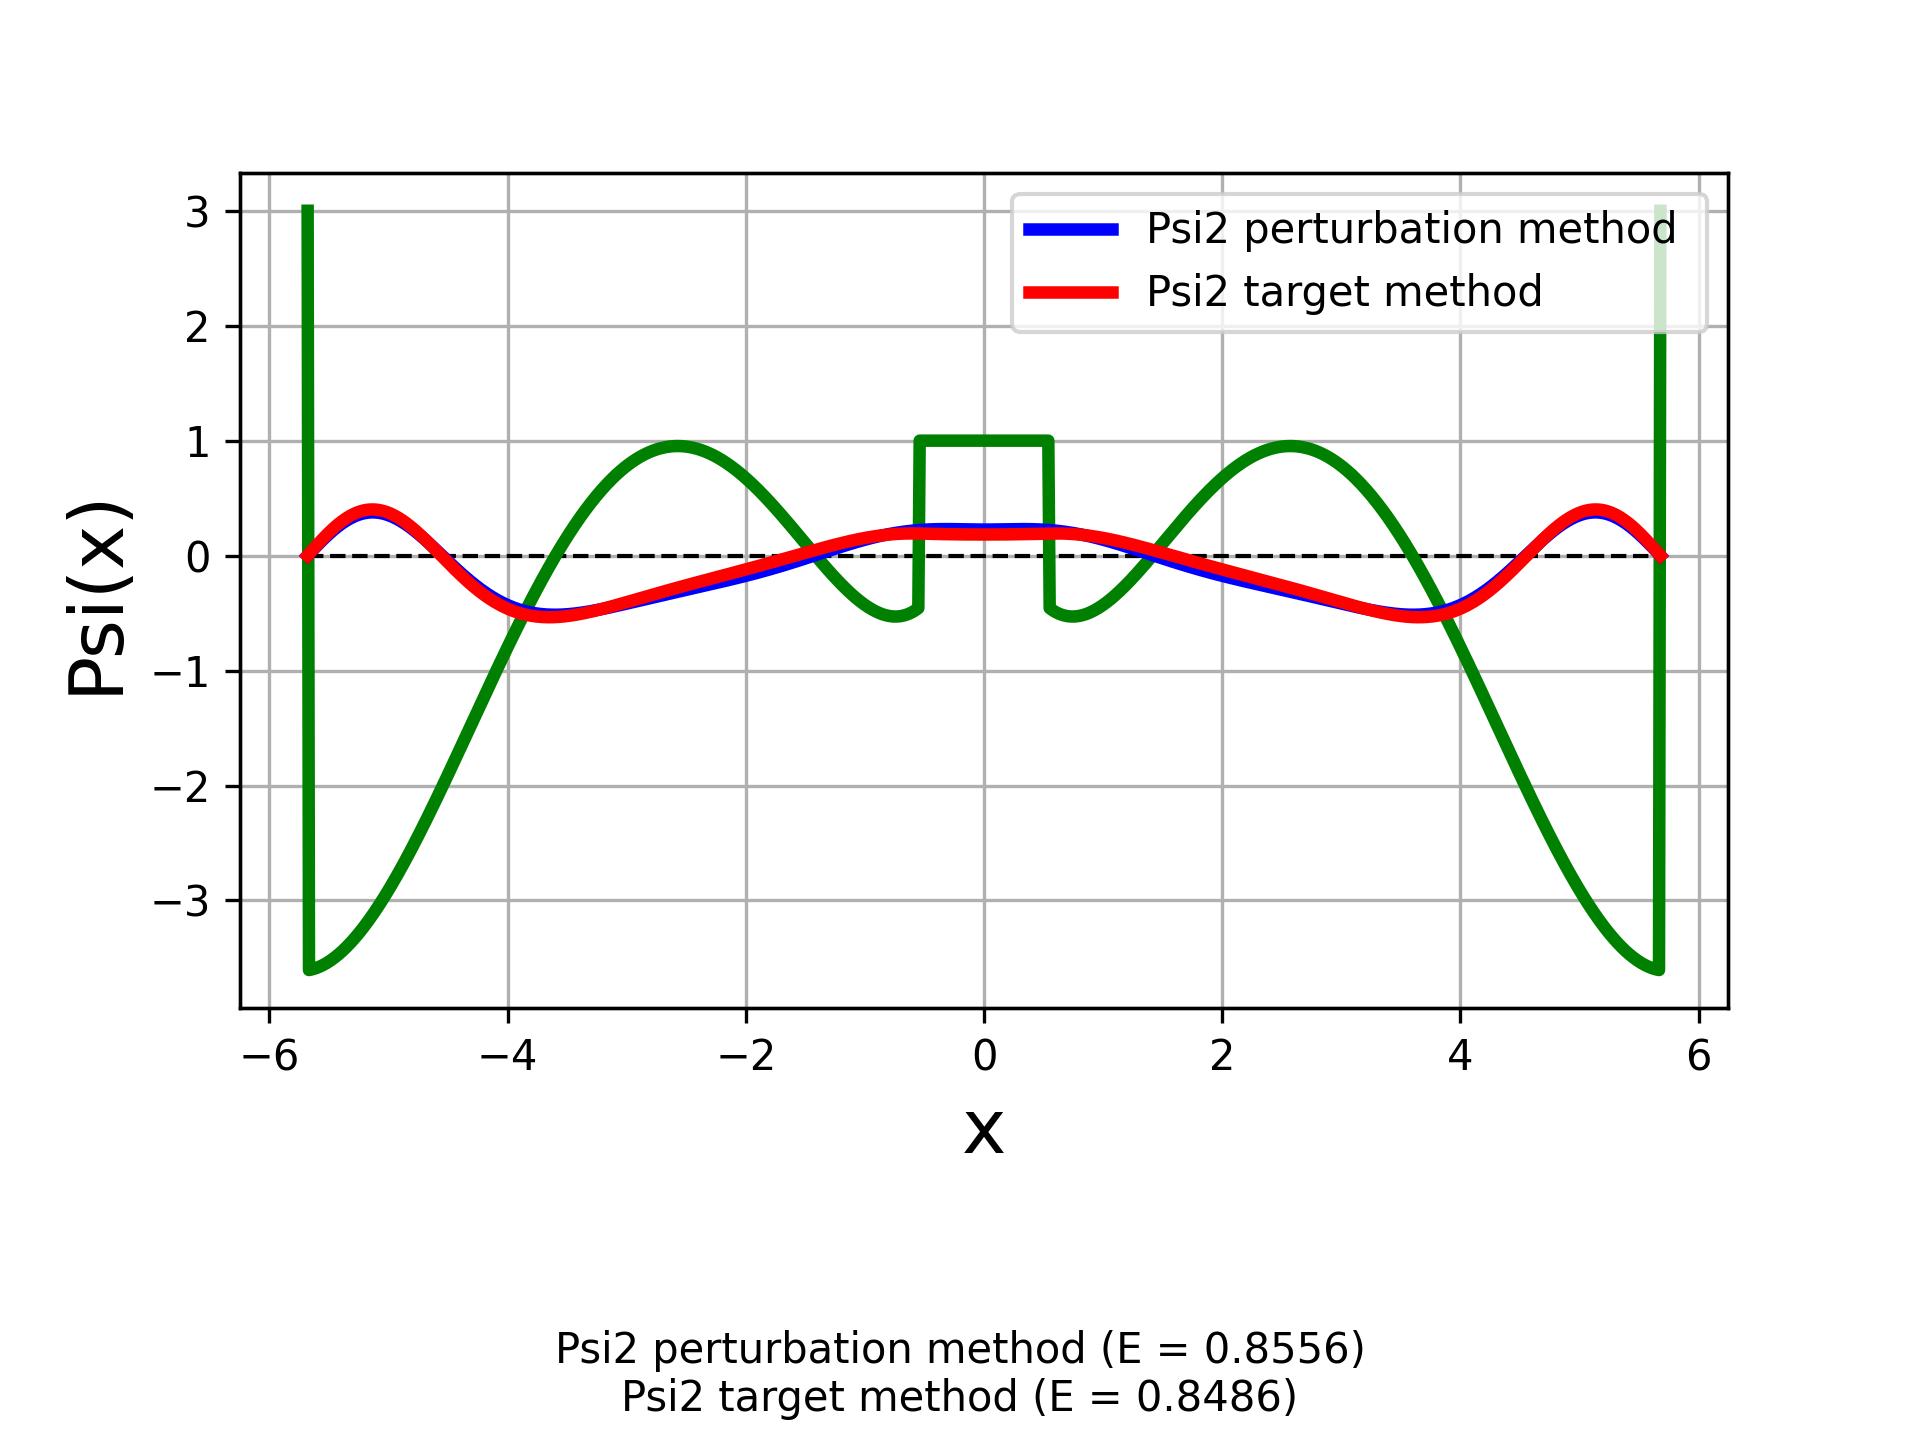 Psi2 perturbation method
Psi2 target method
Psi(x)
3
2
1
0
−1
−2
−3
−6
−4
−2
0
2
4
6
x
Psi2 perturbation method (E = 0.8556)
Psi2 target method (E = 0.8486)